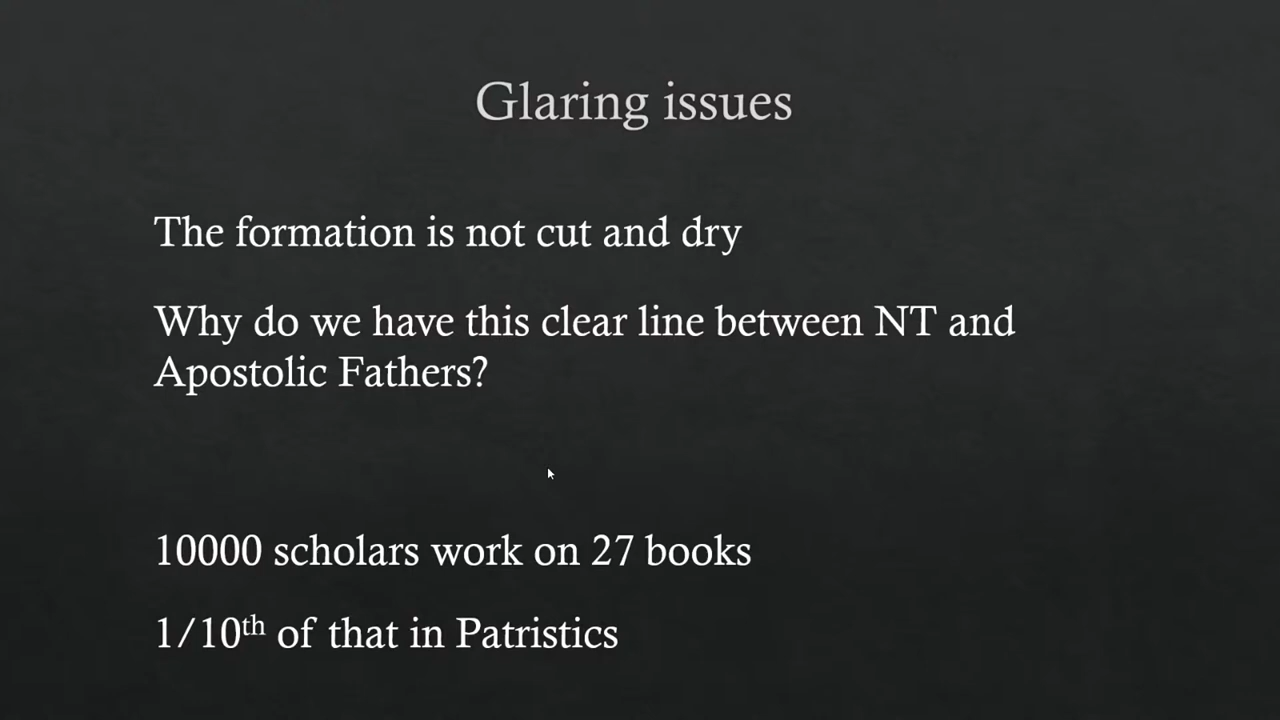 Glaring issues
The formation is not cut and dry
Why do we have this clear line between NT and
Apostolic Fathers?
10000 scholars work on 27 books
1/10th of that in Patristics